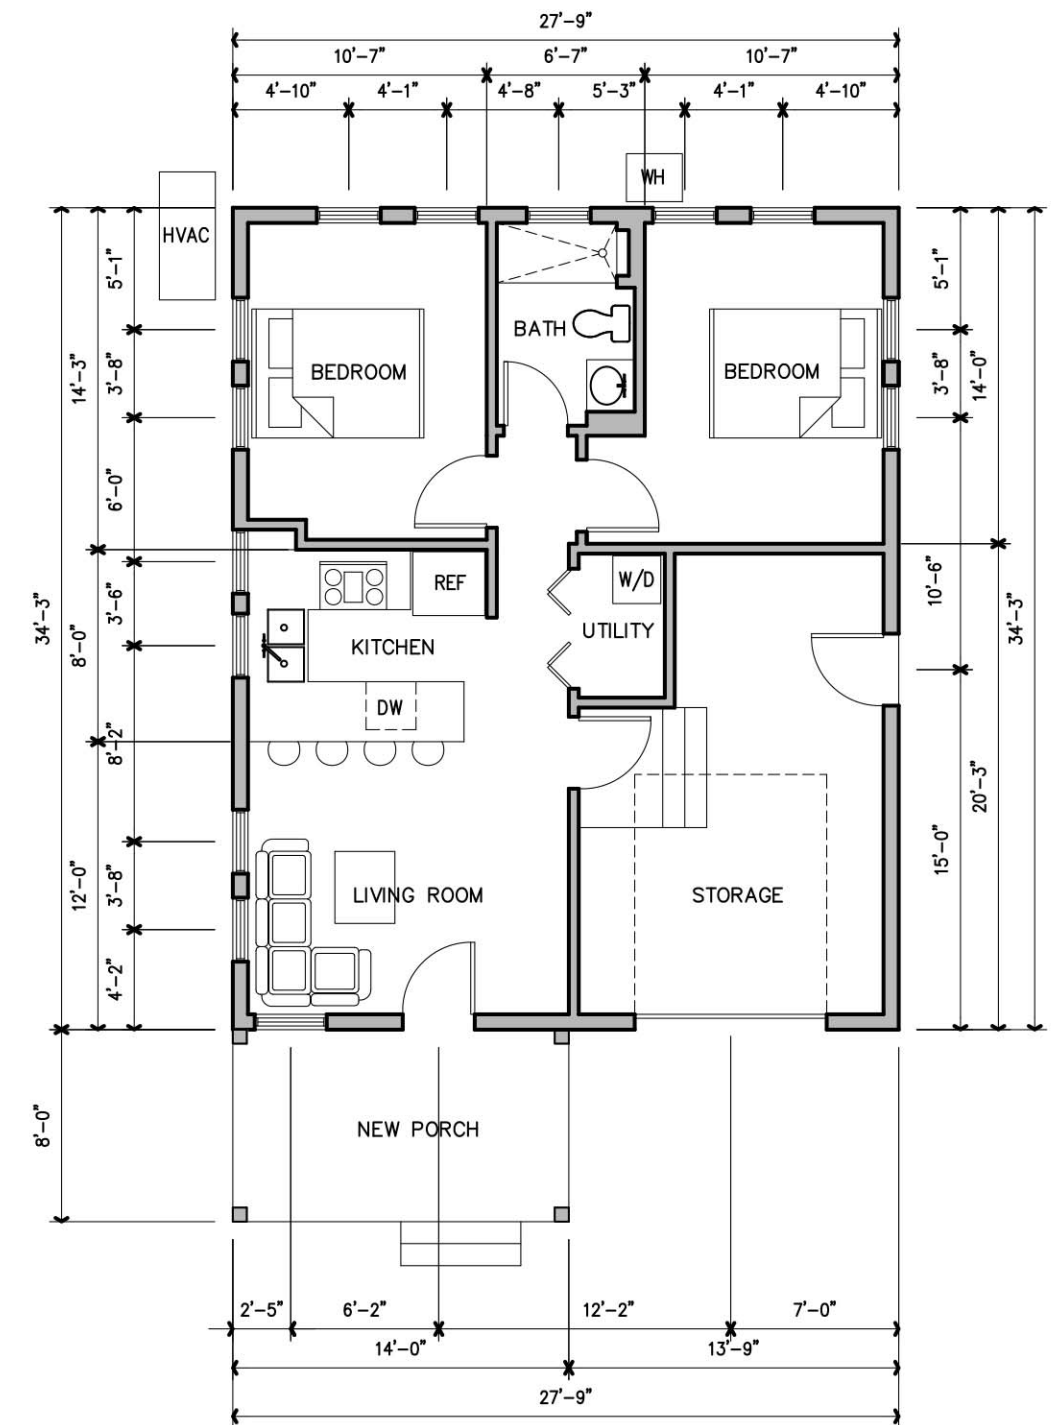 27'-9"
10'-7" 6'-7" 10'-7"
4'-10" 4'-1" 4'-8" 5'-3" 4'-1" 4'-10"
WH
HVAC
5'-1"
3'-8"
14'-3"
6'-0"
34'-3"
3'-6"
8'-0"
8'-2"
12'-0"
3'-8"
4'-2"
8'-0"
BEDROOM
BATH
BEDROOM
REF
W/D
KITCHEN
UTILITY
DW
LIVING ROOM
STORAGE
NEW PORCH
5'-1"
3'-8"
14'-0"
10'-6"
34'-3"
20'-3"
15'-0"
2'-5" 6'-2" 12'-2" 7'-0"
14'-0" 13'-9"
27'-9"